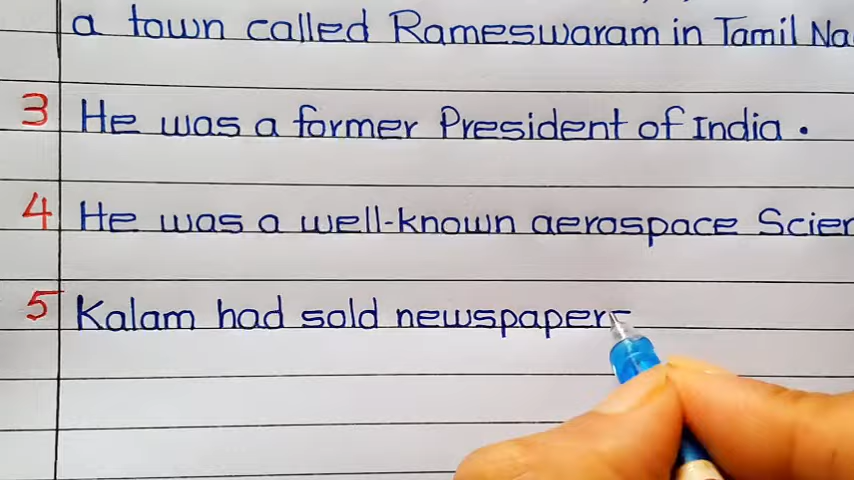 a town called Rameswaram in Tamil Na
3 He was a former President of India .
4 He was a well-known aerospace Scien
5 Kalam had sold newspapers